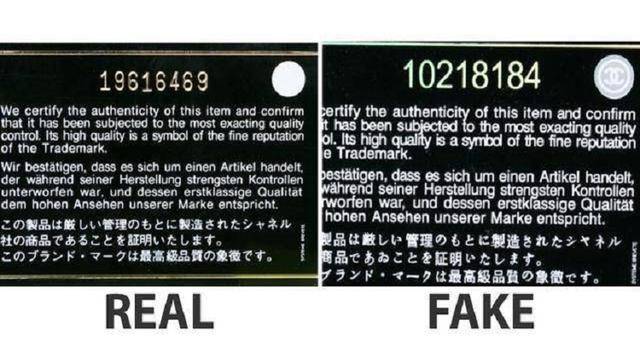 19616469
We certify the authenticity of this item and confirm
that it has been subjected to the most exacting quality
control. Its high quality is a symbol of the fine reputation
of the Trademark.
Wir bestätigen, dass es sich um einen Artikel handelt,
der während seiner Herstellung strengsten Kontrollen
unterworfen war, und dessen erstklassige Qualität
dem hohen Ansehen unserer Marke entspricht.
この製品は厳しい管理のもとに製造されたシャネル
社の商品であることを証明いたします。
このブランド・マークは最高級品質の象徴です。
REAL
10218184
ertify the authenticity of this item and confirm
it has been subjected to the most exacting quality
ol. Its high quality is a symbol of the fine reputation
e Trademark.
estätigen, dass es sich um einen Artikel handelt,
während seiner Herstellung strengsten Kontrollen
rworfen war, und dessen erstklassige Qualität
hohen Ansehen unserer Marke entspricht.
製品は厳しい管理のもとに製造されたシャネル
商品であゐことを証明いたします。
ブランド・マークは最高級品質の象徴です。
FAKE